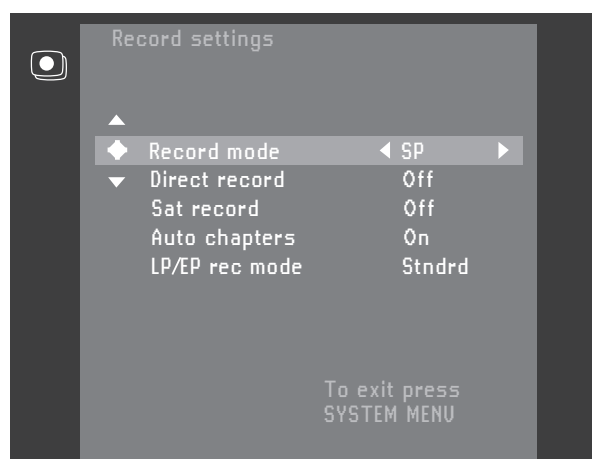 Record settings
Record mode SP
Direct record Off
Sat record Off
Auto chapters On
LP/EP rec mode Stndrd
To exit press
SYSTEM MENU